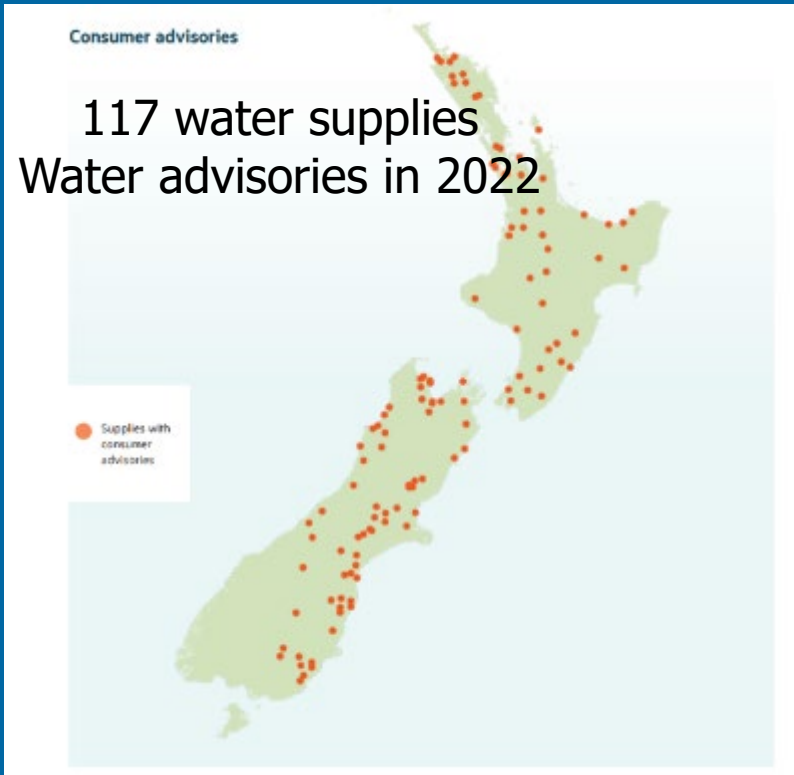 Consumer advisories
117 water supplies
Water advisories in 2022
Supplies with
consumer
advisories